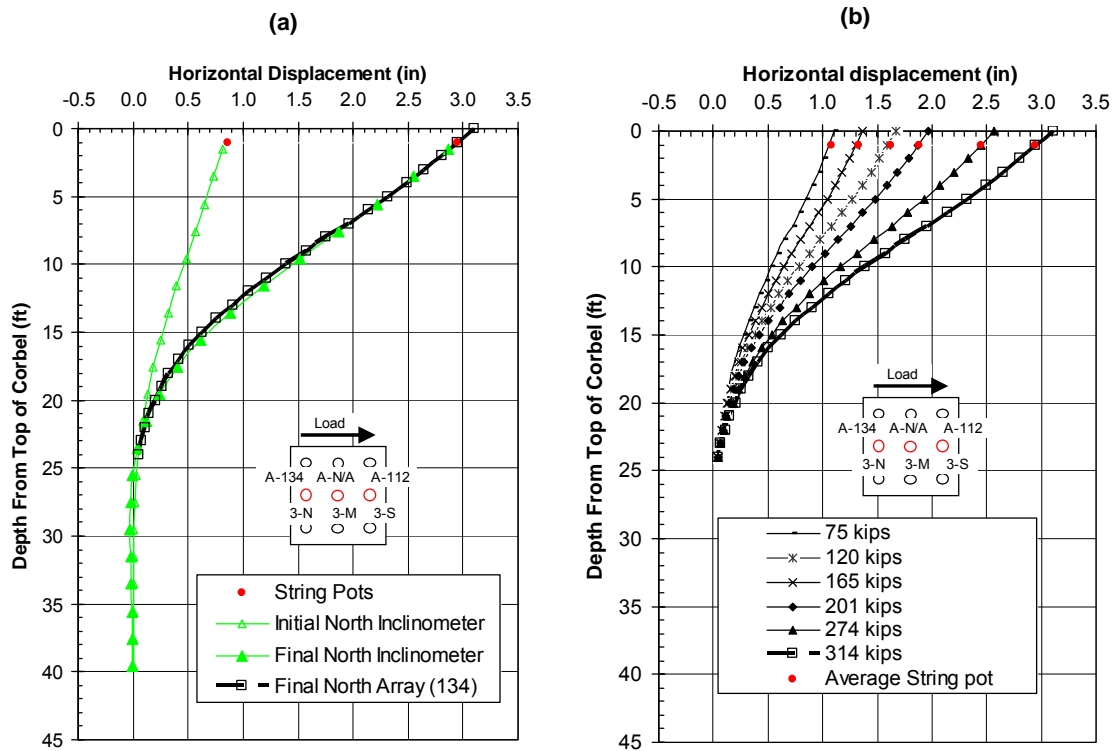 (a)
Horizontal Displacement (in)
-0.5 0.0 0.5 1.0 1.5 2.0 2.5 3.0 3.5
0
5
10
15
20
25
30
35
40
45
Depth From Top of Corbel (ft)
Load
A-134 A-N/A A-112
3-N 3-M 3-S
String Pots
Initial North Inclinometer
Final North Inclinometer
Final North Array (134)
(b)
Horizontal displacement (in)
-0.5 0.0 0.5 1.0 1.5 2.0 2.5 3.0 3.5
0
5
10
15
20
25
30
35
40
45
Depth From Top of Corbel (ft)
Load
A-134 A-N/A A-112
3-N 3-M 3-S
75 kips
120 kips
165 kips
201 kips
274 kips
314 kips
Average String pot